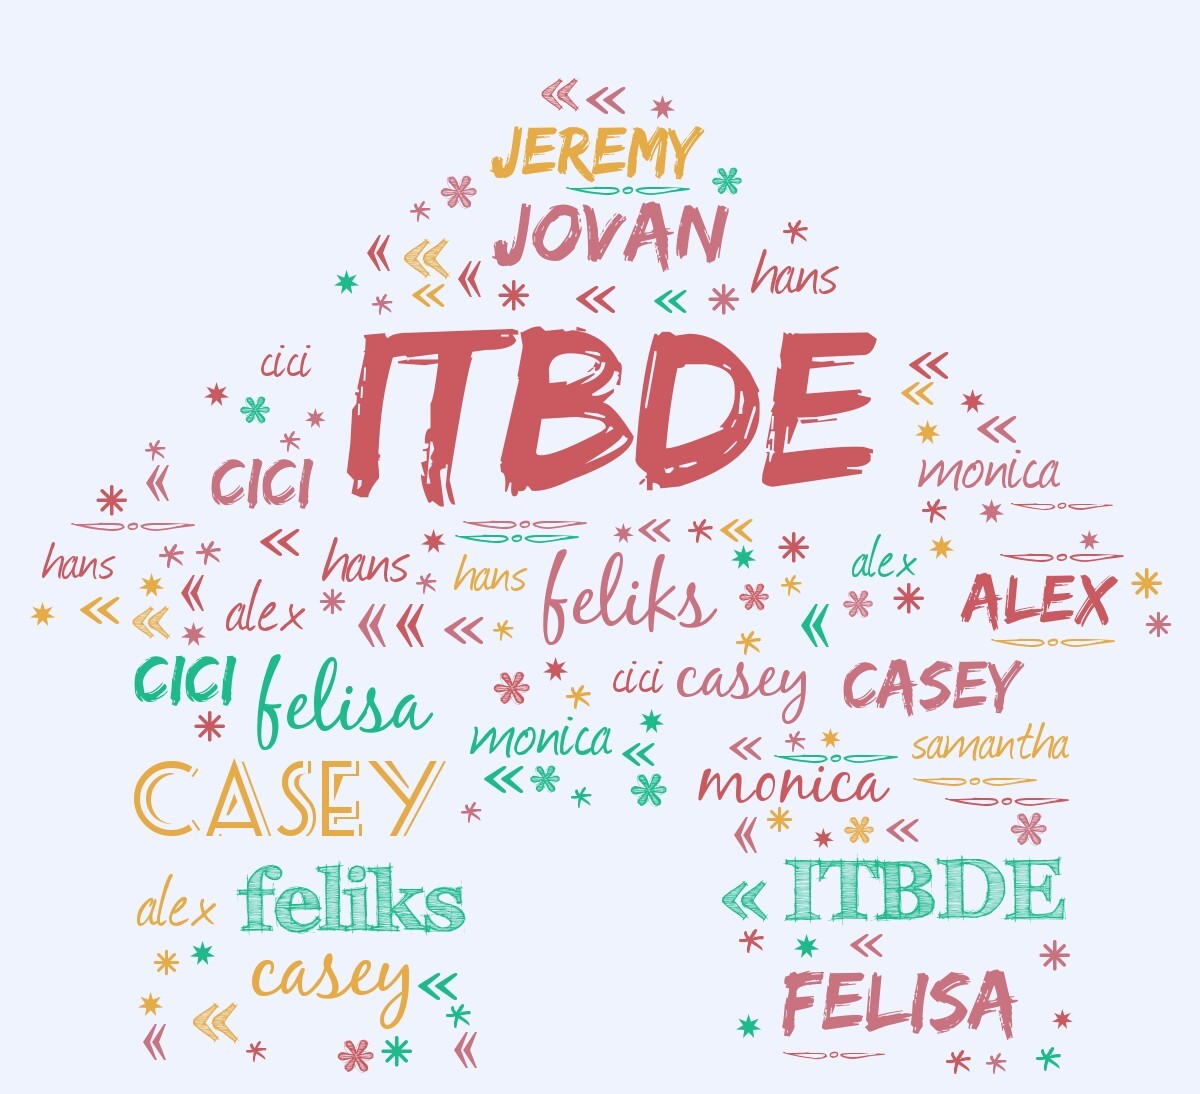 JEREMY
JOVAN
hans
ITBDE
cici
CICI
monica
hans
hans
hans
feliks
alex
alex
ALEX
CICI
felisa
cici
casey
CASEY
monica
samantha
CASEY
monica
alex
feliks
ITBDE
casey
FELISA